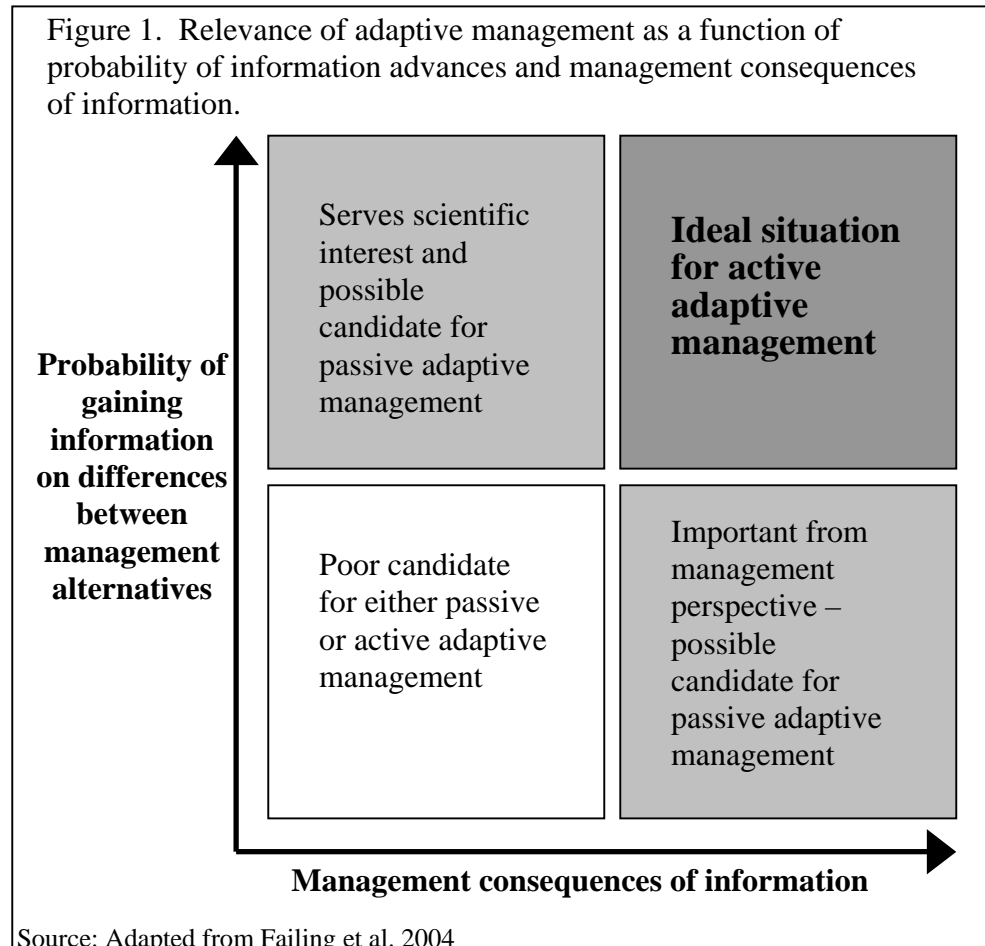 Figure 1.  Relevance of adaptive management as a function of
probability of information advances and management consequences
of information.
Serves scientific
interest and
possible
candidate for
passive adaptive
management
Ideal situation
for active
adaptive
management
Probability of
gaining
information
on differences
between
management
alternatives
Poor candidate
for either passive
or active adaptive
management
Important from
management
perspective –
possible
candidate for
passive adaptive
management
Management consequences of information
Source: Adapted from Failing et al. 2004